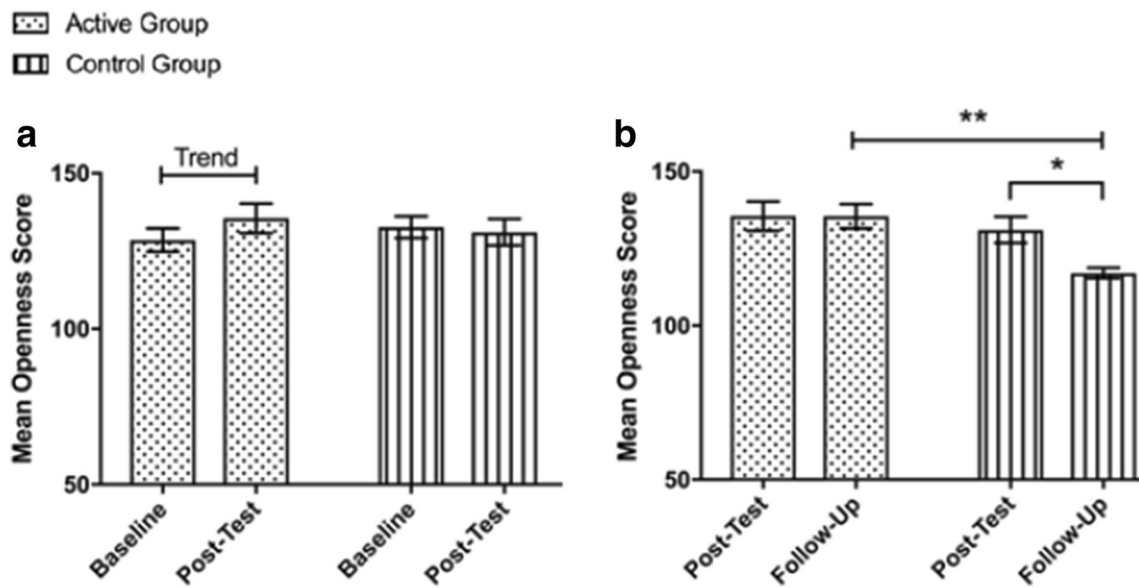 Active Group
Control Group
a
Trend
150
100
50
Mean Openness Score
Baseline
Post-Test
Baseline
Post-Test
b
**
*
150
100
50
Mean Openness Score
Post-Test
Follow-Up
Post-Test
Follow-Up